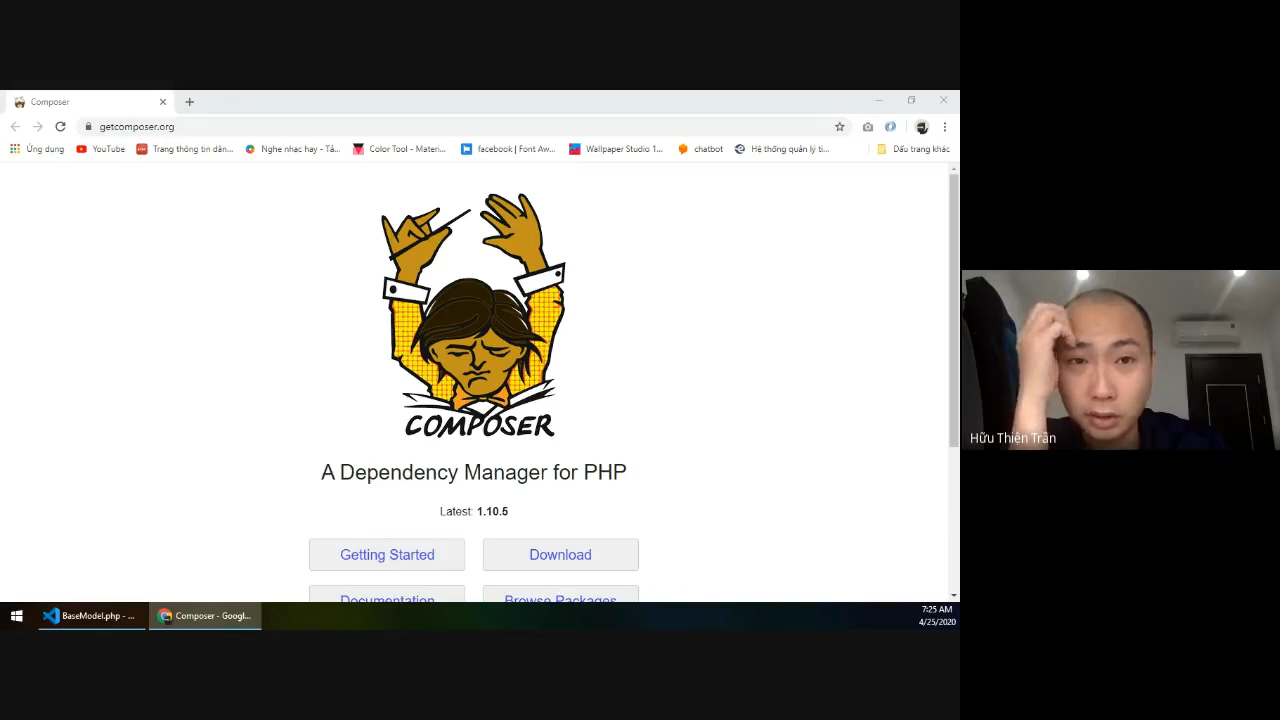 Composer
getcomposer.org
Ứng dụng
YouTube
Trang thông tin dàn...
Nghe nhạc hay - Tả...
Color Tool - Materi...
facebook | Font Aw...
Wallpaper Studio 1...
chatbot
Hệ thống quản lý ti...
Dấu trang khác
COMPOSER
A Dependency Manager for PHP
Latest: 1.10.5
Getting Started
Download
Documentation
Browse Packages
Hữu Thiện Trần
BaseModel.php - ...
Composer - Googl...
7:25 AM
4/25/2020